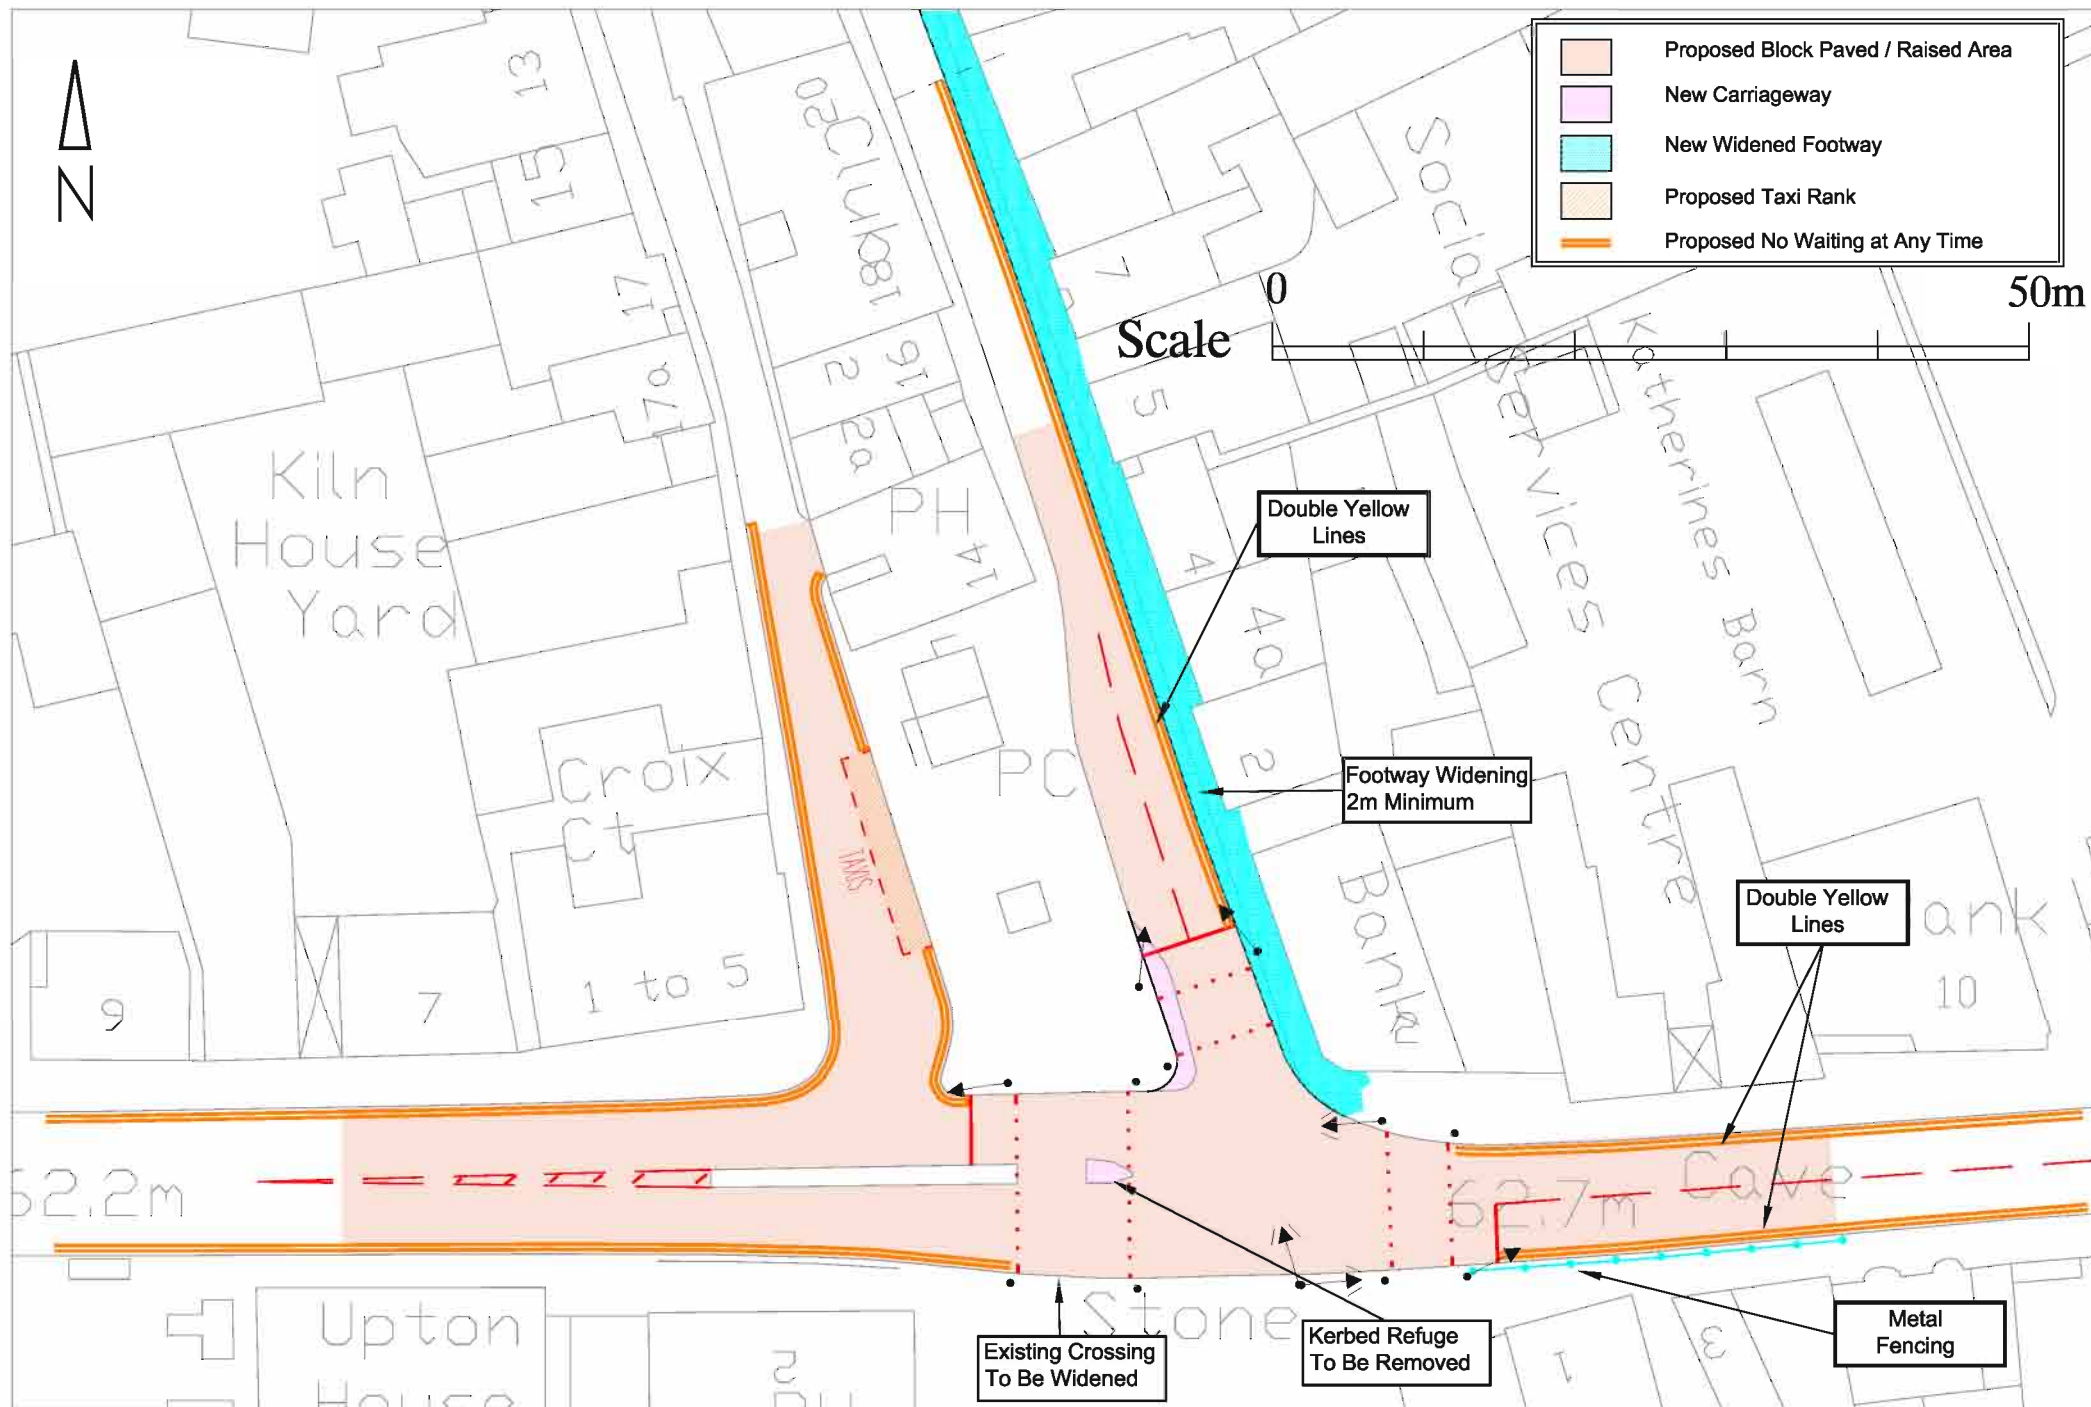 Proposed Block Paved / Raised Area
New Carriageway
New Widened Footway
Proposed Taxi Rank
Proposed No Waiting at Any Time
N
0
50m
Scale
13
15
17
17a
20
Club
18
16
2
2a
PH
14
7
5
4
4a
2
Social Services Centre
Katherines Barn
Kiln
House
Yard
Double Yellow
Lines
Footway Widening
2m Minimum
Croix
Ct
PC
TAXIS
Bank
Double Yellow
Lines
ank
10
9
7
1 to 5
62.2m
62.7m
Cave
Stone
Upton
House
2
PH
Existing Crossing
To Be Widened
Kerbed Refuge
To Be Removed
1
3
Metal
Fencing